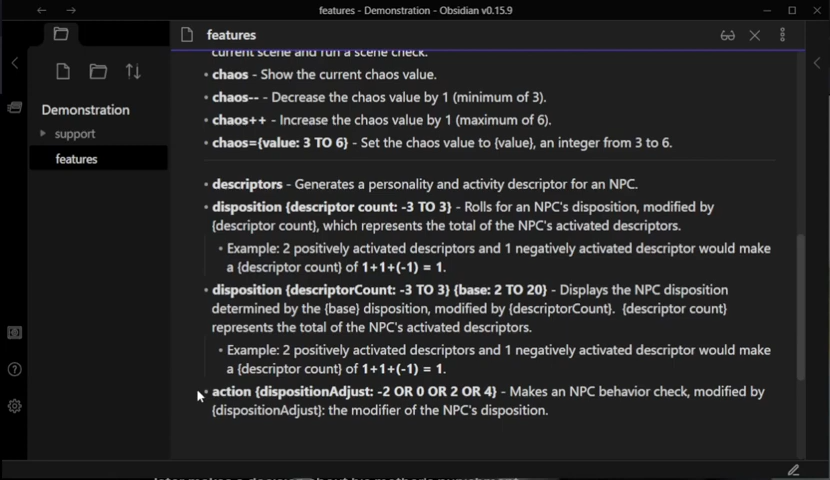 features - Demonstration - Obsidian v0.15.9
features
current scene and run a scene check.
• chaos - Show the current chaos value.
• chaos-- - Decrease the chaos value by 1 (minimum of 3).
• chaos++ - Increase the chaos value by 1 (maximum of 6).
• chaos={value: 3 TO 6} - Set the chaos value to {value}, an integer from 3 to 6.
Demonstration
support
features
• descriptors - Generates a personality and activity descriptor for an NPC.
• disposition {descriptor count: -3 TO 3} - Rolls for an NPC's disposition, modified by
{descriptor count}, which represents the total of the NPC's activated descriptors.
• Example: 2 positively activated descriptors and 1 negatively activated descriptor would make
a {descriptor count} of 1+1+(-1) = 1.
• disposition {descriptorCount: -3 TO 3} {base: 2 TO 20} - Displays the NPC disposition
determined by the {base} disposition, modified by {descriptorCount}. {descriptor count}
represents the total of the NPC's activated descriptors.
• Example: 2 positively activated descriptors and 1 negatively activated descriptor would make
a {descriptor count} of 1+1+(-1) = 1.
• action {dispositionAdjust: -2 OR 0 OR 2 OR 4} - Makes an NPC behavior check, modified by
{dispositionAdjust}: the modifier of the NPC's disposition.